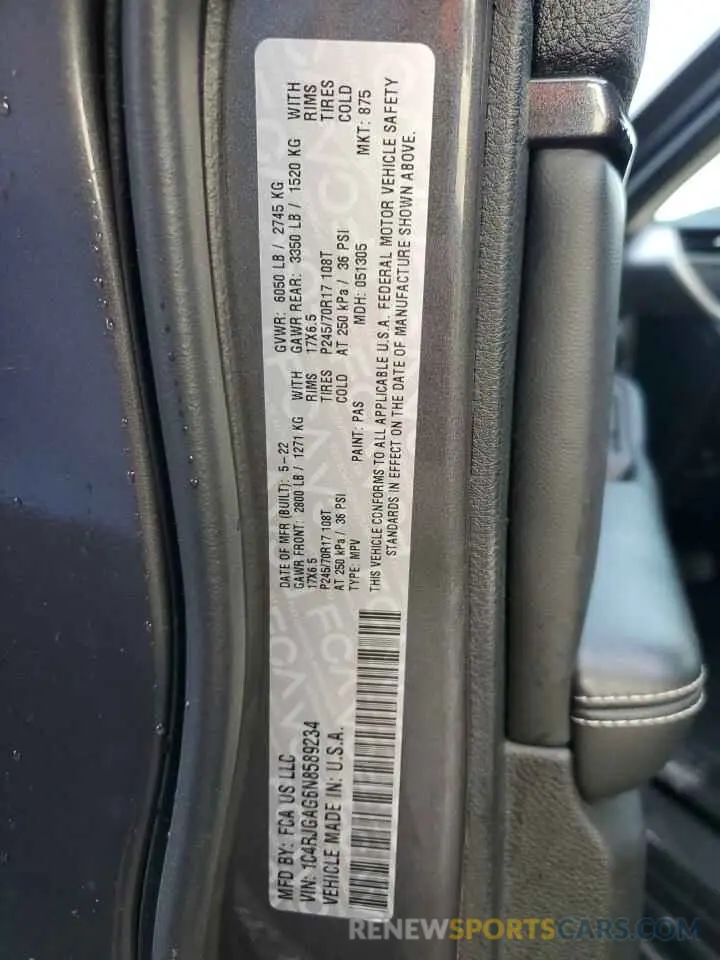 MFD BY: FCA US LLC
DATE OF MFR (BUILT): 5-22
GVWR: 6050 LB / 2745 KG
VIN: 1C4RJGAG6N8589234
GAWR FRONT: 2800 LB / 1271 KG WITH
GAWR REAR: 3350 LB / 1520 KG WITH
VEHICLE MADE IN: U.S.A.
17X6.5 RIMS
17X6.5 RIMS
P245/70R17 108T TIRES
P245/70R17 108T TIRES
AT 250 kPa / 36 PSI COLD
AT 250 kPa / 36 PSI COLD
TYPE: MPV PAINT: PAS MDH: 051305 MKT: 875
THIS VEHICLE CONFORMS TO ALL APPLICABLE U.S.A. FEDERAL MOTOR VEHICLE SAFETY
STANDARDS IN EFFECT ON THE DATE OF MANUFACTURE SHOWN ABOVE.
RENEWSPORTSCARS.COM